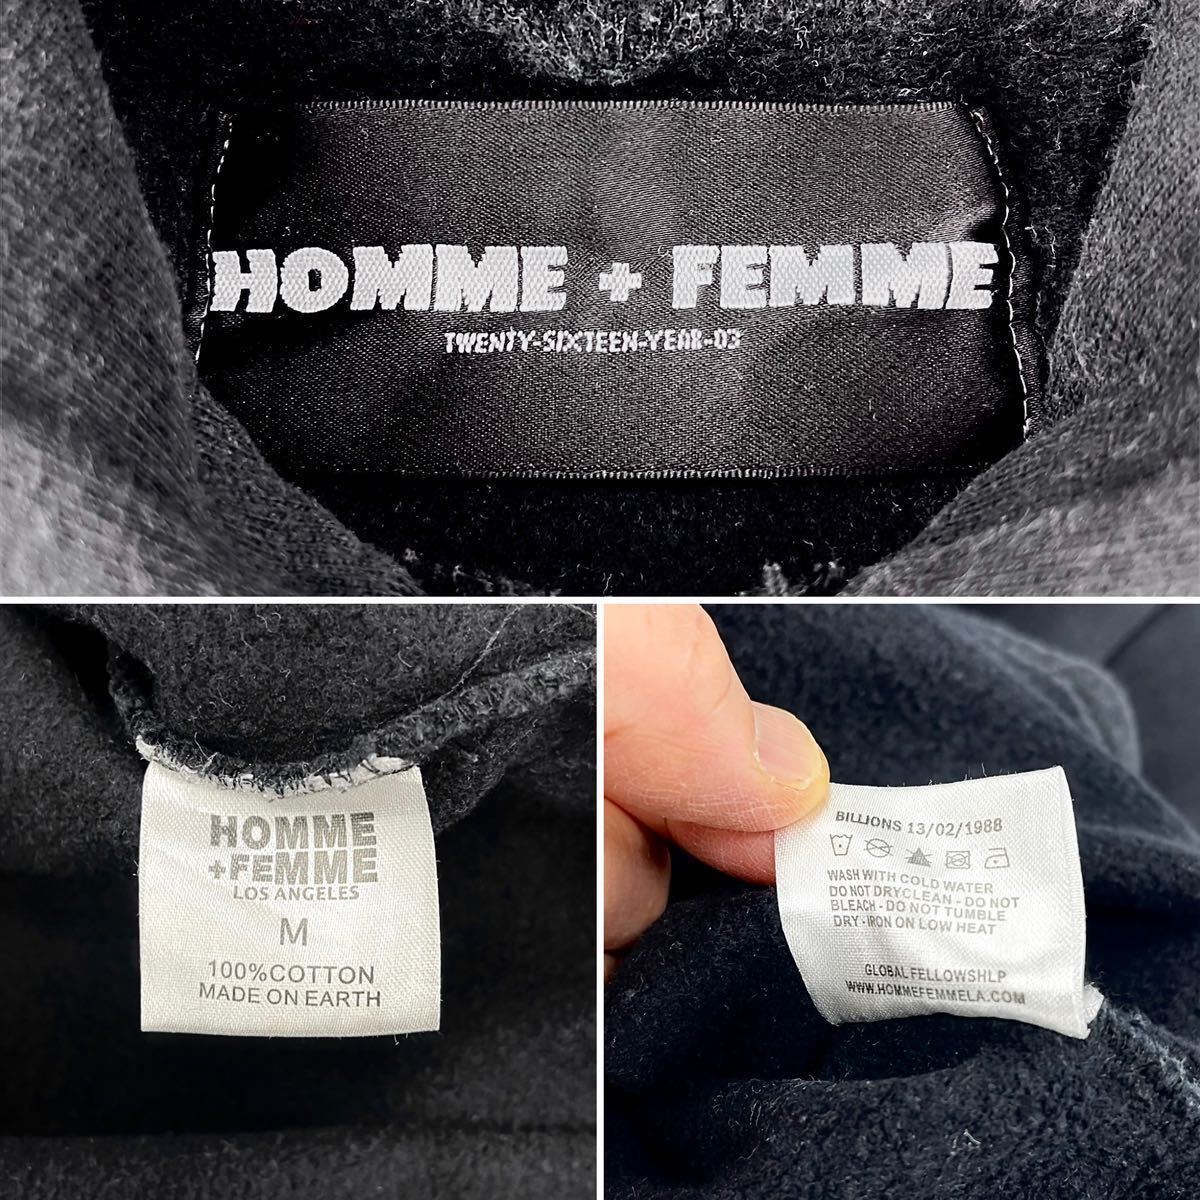 HOMME + FEMME
TWENTY-SIXTEEN-YEAR-03
HOMME
+FEMME
LOS ANGELES
M
100%COTTON
MADE ON EARTH
BILLIONS 13/02/1988
WASH WITH COLD WATER
DO NOT DRYCLEAN - DO NOT
BLEACH - DO NOT TUMBLE
DRY - IRON ON LOW HEAT
GLOBAL FELLOWSHLP
WWW.HOMMEFEMMELA.COM